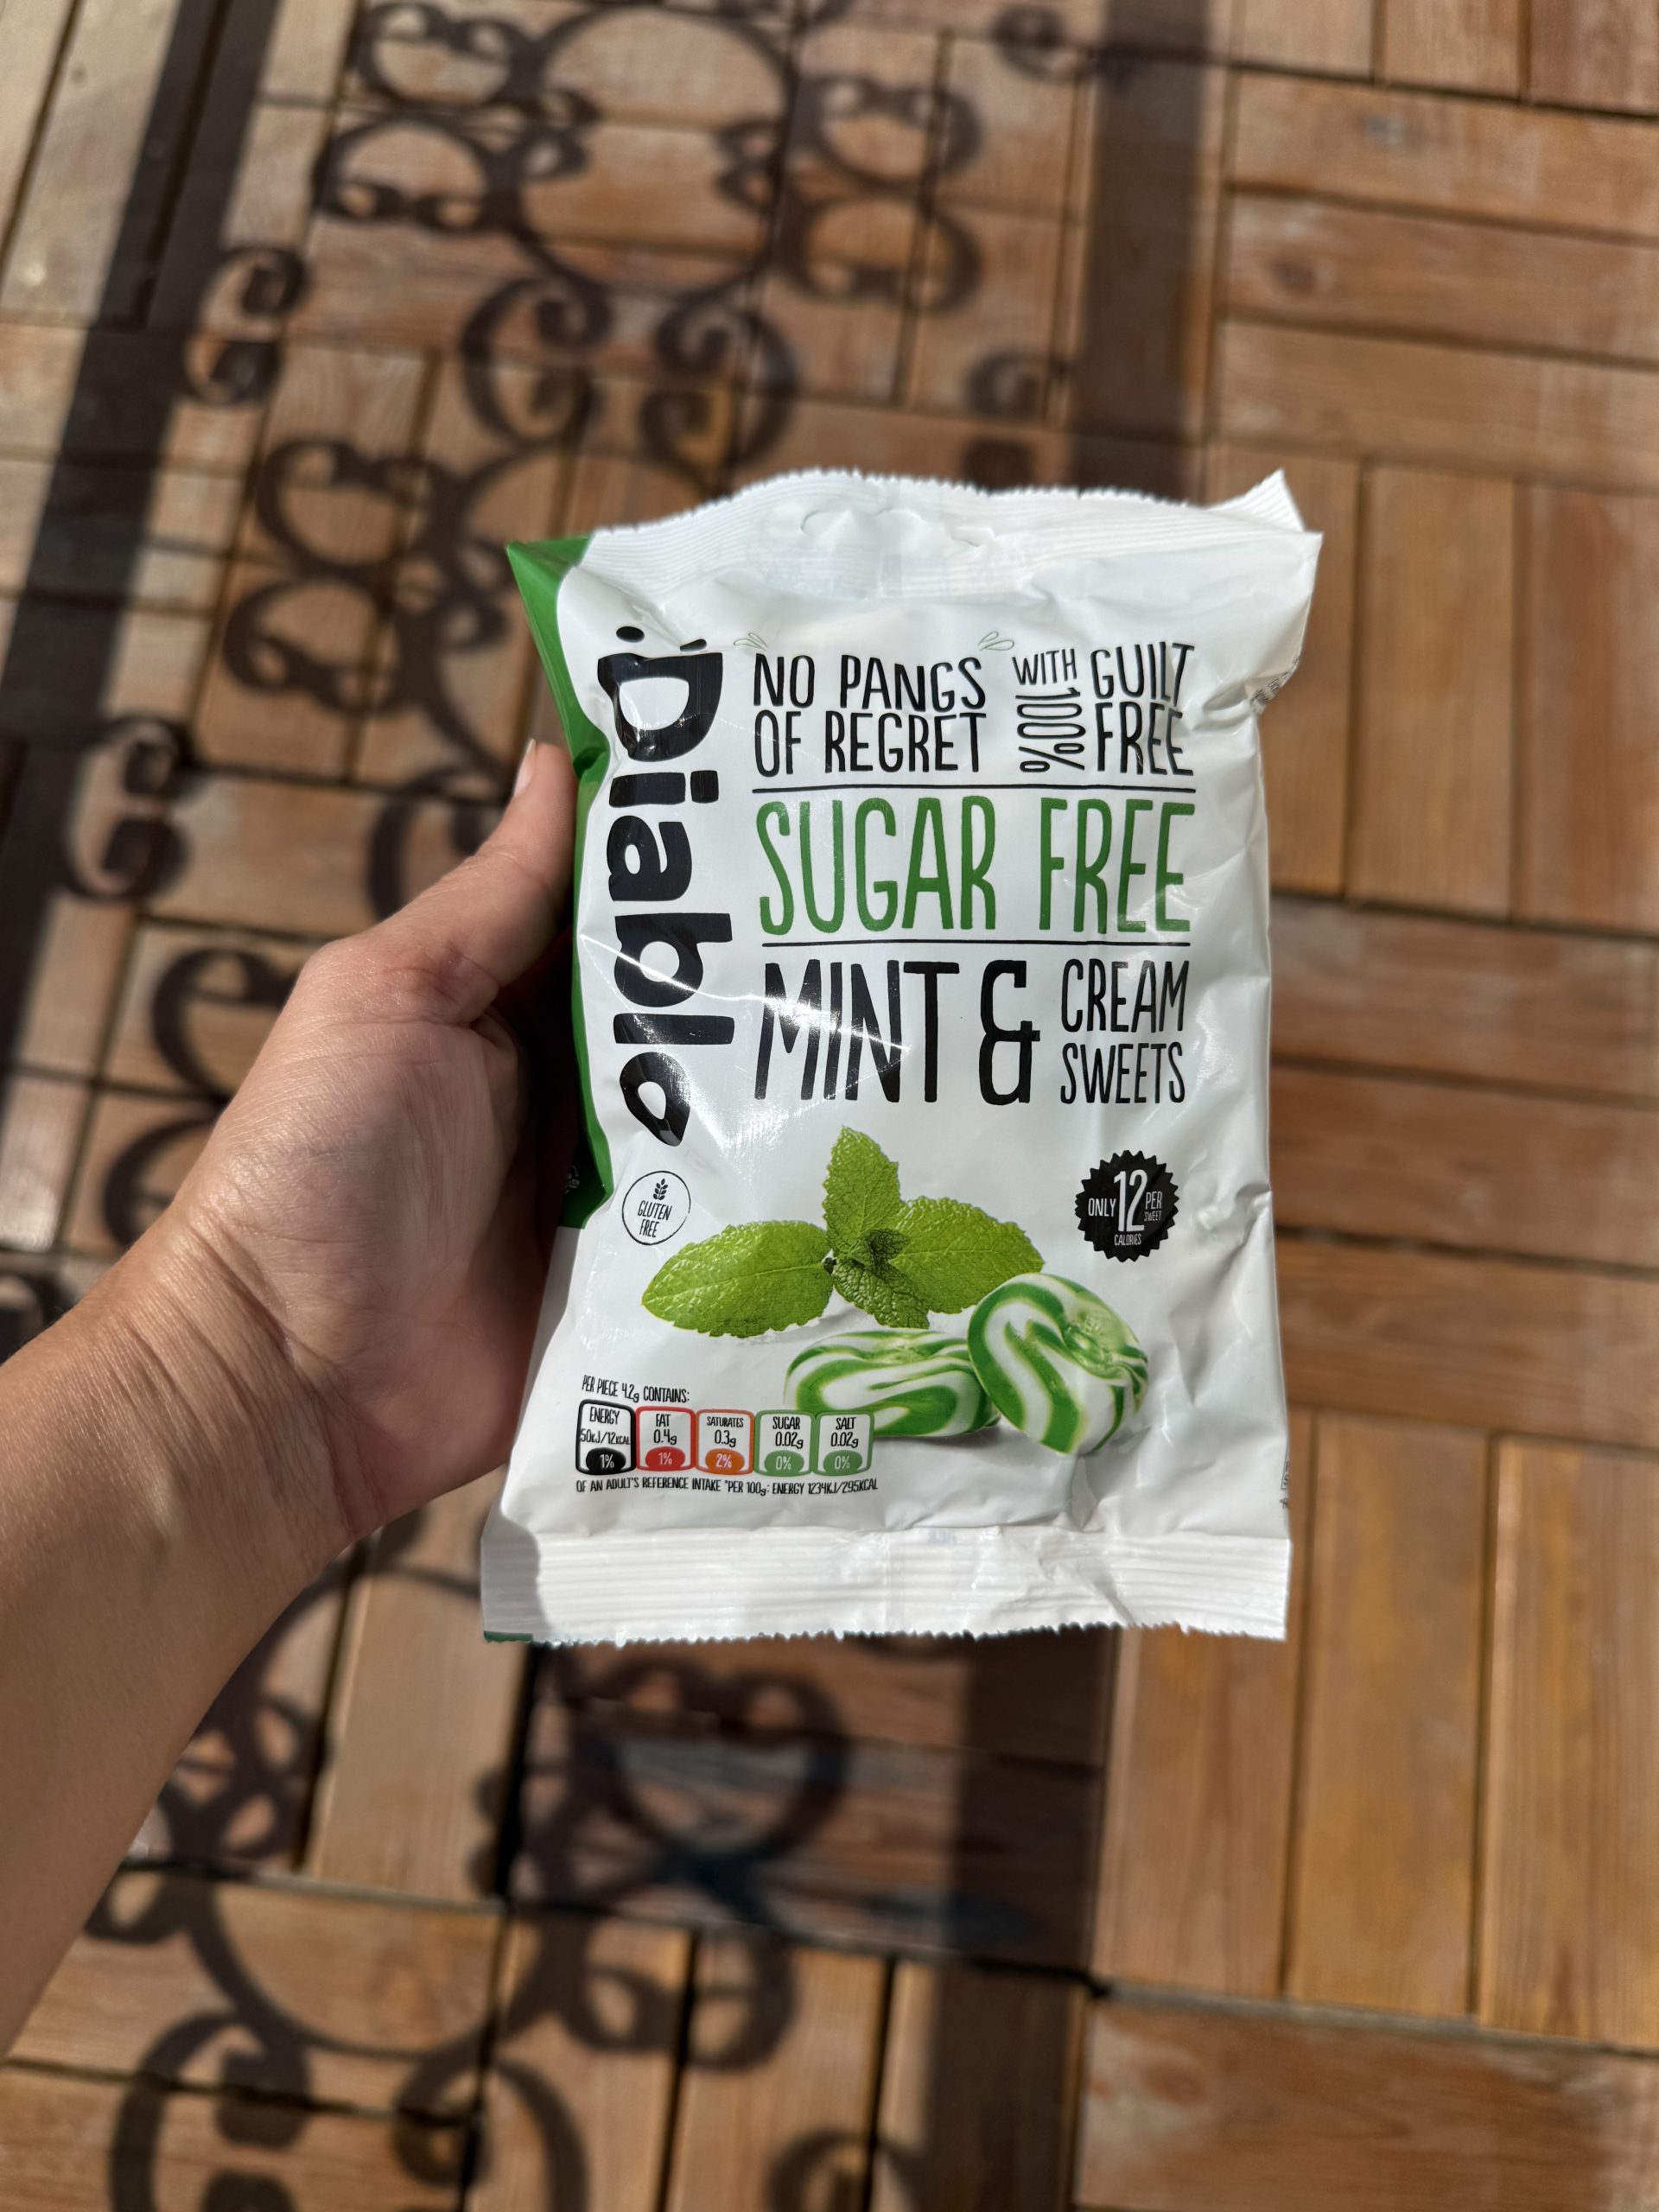 Diablo
NO PANGS
OF REGRET
WITH
100%
GUILT
FREE
SUGAR FREE
MINT &
CREAM
SWEETS
GLUTEN
FREE
ONLY 12 PER
SWEET
CALORIES
PER PIECE 4.2g CONTAINS:
ENERGY
50kJ/12KCAL
1%
FAT
0.4g
1%
SATURATES
0.3g
2%
SUGAR
0.02g
0%
SALT
0.02g
0%
OF AN ADULT'S REFERENCE INTAKE *PER 100g: ENERGY 1234KJ/295KCAL